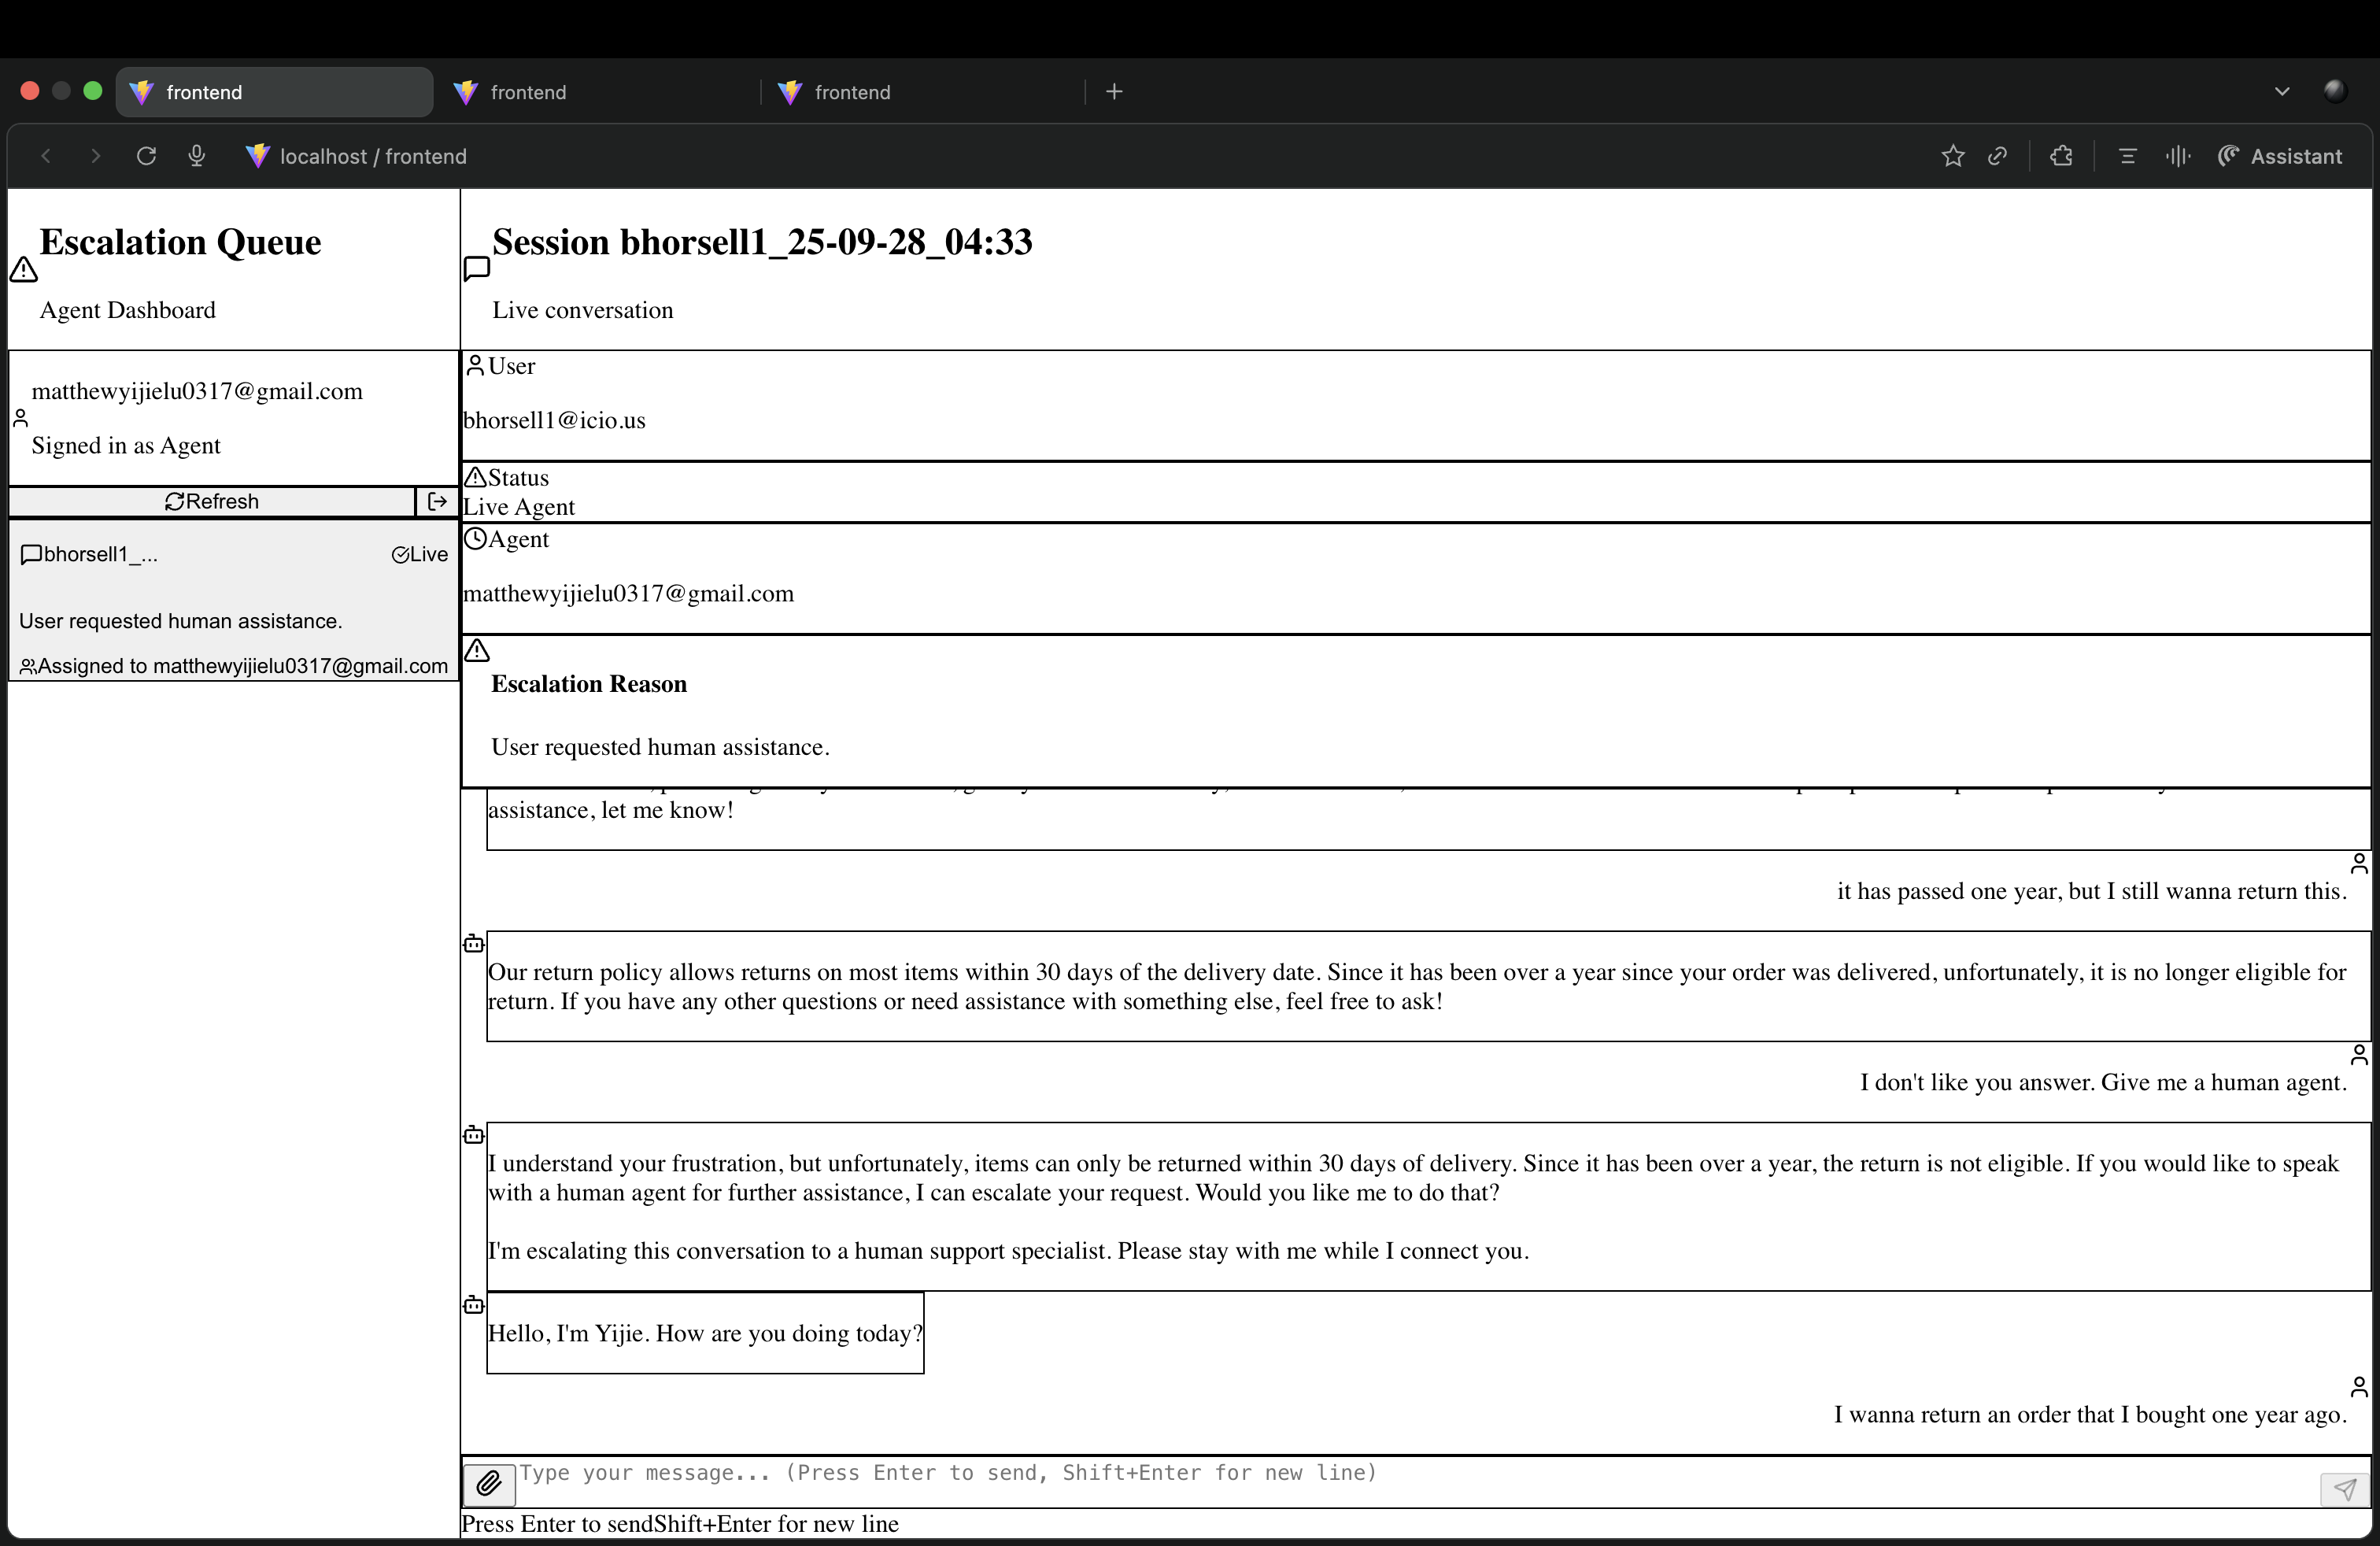 frontend
frontend
frontend
localhost / frontend
Assistant
Escalation Queue
Agent Dashboard
matthewyijielu0317@gmail.com
Signed in as Agent
Refresh
bhorsell1_...
Live
User requested human assistance.
Assigned to matthewyijielu0317@gmail.com
Session bhorsell1_25-09-28_04:33
Live conversation
User
bhorsell1@icio.us
Status
Live Agent
Agent
matthewyijielu0317@gmail.com
Escalation Reason
User requested human assistance.
assistance, let me know!
it has passed one year, but I still wanna return this.
Our return policy allows returns on most items within 30 days of the delivery date. Since it has been over a year since your order was delivered, unfortunately, it is no longer eligible for
return. If you have any other questions or need assistance with something else, feel free to ask!
I don't like you answer. Give me a human agent.
I understand your frustration, but unfortunately, items can only be returned within 30 days of delivery. Since it has been over a year, the return is not eligible. If you would like to speak
with a human agent for further assistance, I can escalate your request. Would you like me to do that?
I'm escalating this conversation to a human support specialist. Please stay with me while I connect you.
Hello, I'm Yijie. How are you doing today?
I wanna return an order that I bought one year ago.
Type your message... (Press Enter to send, Shift+Enter for new line)
Press Enter to sendShift+Enter for new line